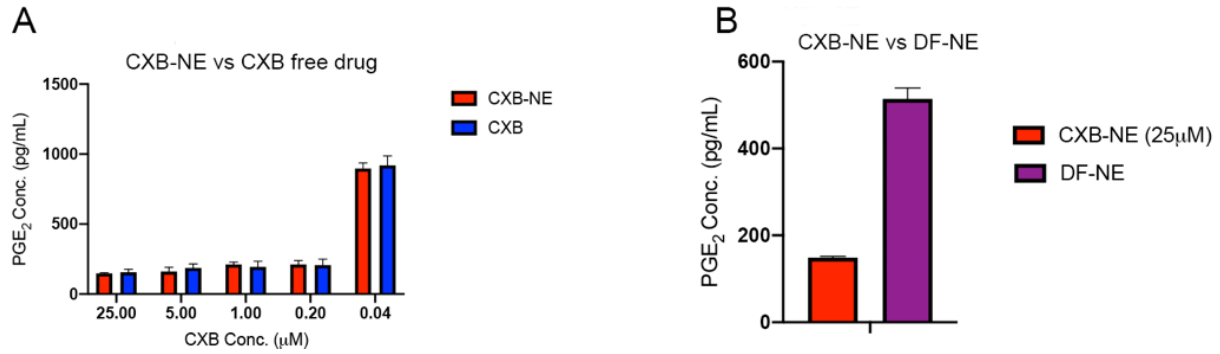 A
CXB-NE vs CXB free drug
1500
1000
500
0
PGE₂ Conc. (pg/mL)
25.00 5.00 1.00 0.20 0.04
CXB Conc. (μM)
CXB-NE
CXB
B
CXB-NE vs DF-NE
600
400
200
0
PGE₂ Conc. (pg/mL)
CXB-NE (25μM)
DF-NE